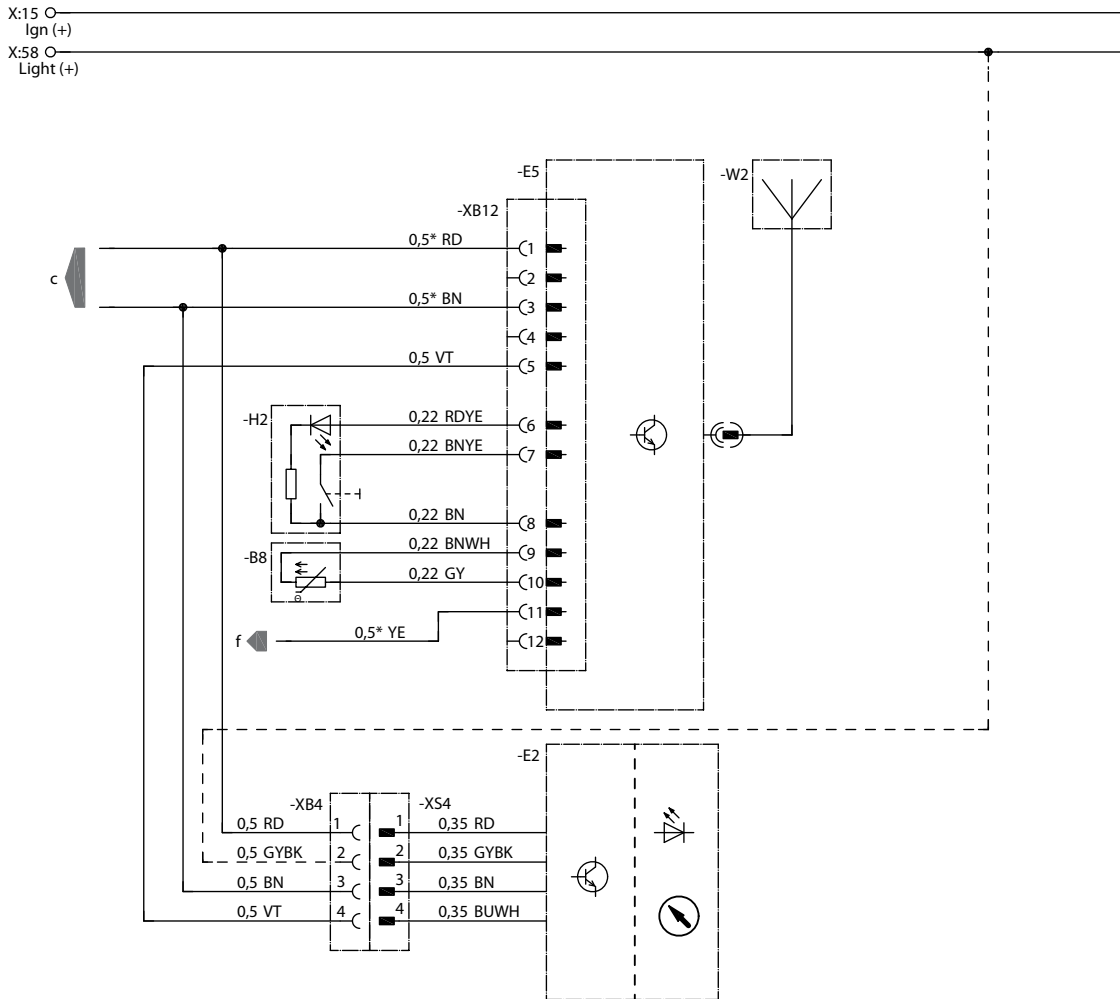 X:15
Ign (+)
X:58
Light (+)
-E5
-W2
-XB12
0,5* RD
1
2
c
0,5* BN
3
4
0,5 VT
5
-H2
0,22 RDYE
6
0,22 BNYE
7
0,22 BN
8
-B8
0,22 BNWH
9
0,22 GY
10
Θ
11
f
0,5* YE
12
-E2
-XB4
-XS4
0,5 RD
1
1
0,35 RD
0,5 GYBK
2
2
0,35 GYBK
0,5 BN
3
3
0,35 BN
0,5 VT
4
4
0,35 BUWH